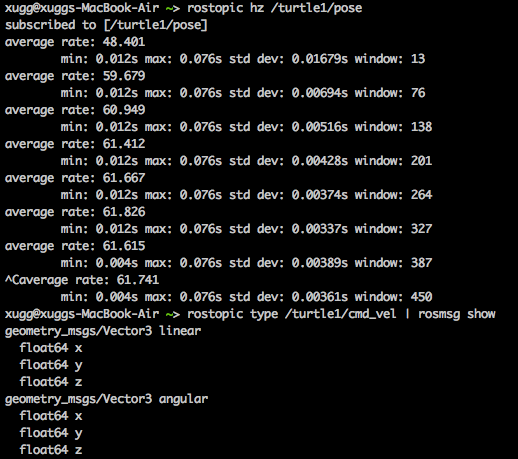 xugg@xuggs-MacBook-Air ~> rostopic hz /turtle1/pose
subscribed to [/turtle1/pose]
average rate: 48.401
        min: 0.012s max: 0.076s std dev: 0.01679s window: 13
average rate: 59.679
        min: 0.012s max: 0.076s std dev: 0.00694s window: 76
average rate: 60.949
        min: 0.012s max: 0.076s std dev: 0.00516s window: 138
average rate: 61.412
        min: 0.012s max: 0.076s std dev: 0.00428s window: 201
average rate: 61.667
        min: 0.012s max: 0.076s std dev: 0.00374s window: 264
average rate: 61.826
        min: 0.012s max: 0.076s std dev: 0.00337s window: 327
average rate: 61.615
        min: 0.004s max: 0.076s std dev: 0.00389s window: 387
^Caverage rate: 61.741
        min: 0.004s max: 0.076s std dev: 0.00361s window: 450
xugg@xuggs-MacBook-Air ~> rostopic type /turtle1/cmd_vel | rosmsg show
geometry_msgs/Vector3 linear
  float64 x
  float64 y
  float64 z
geometry_msgs/Vector3 angular
  float64 x
  float64 y
  float64 z